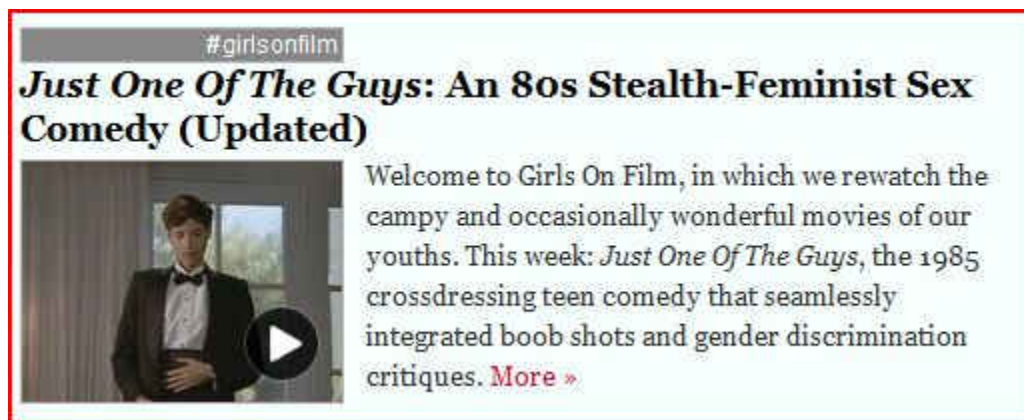 #girlsonfilm
Just One Of The Guys: An 80s Stealth-Feminist Sex
Comedy (Updated)
Welcome to Girls On Film, in which we rewatch the
campy and occasionally wonderful movies of our
youths. This week: Just One Of The Guys, the 1985
crossdressing teen comedy that seamlessly
integrated boob shots and gender discrimination
critiques. More »